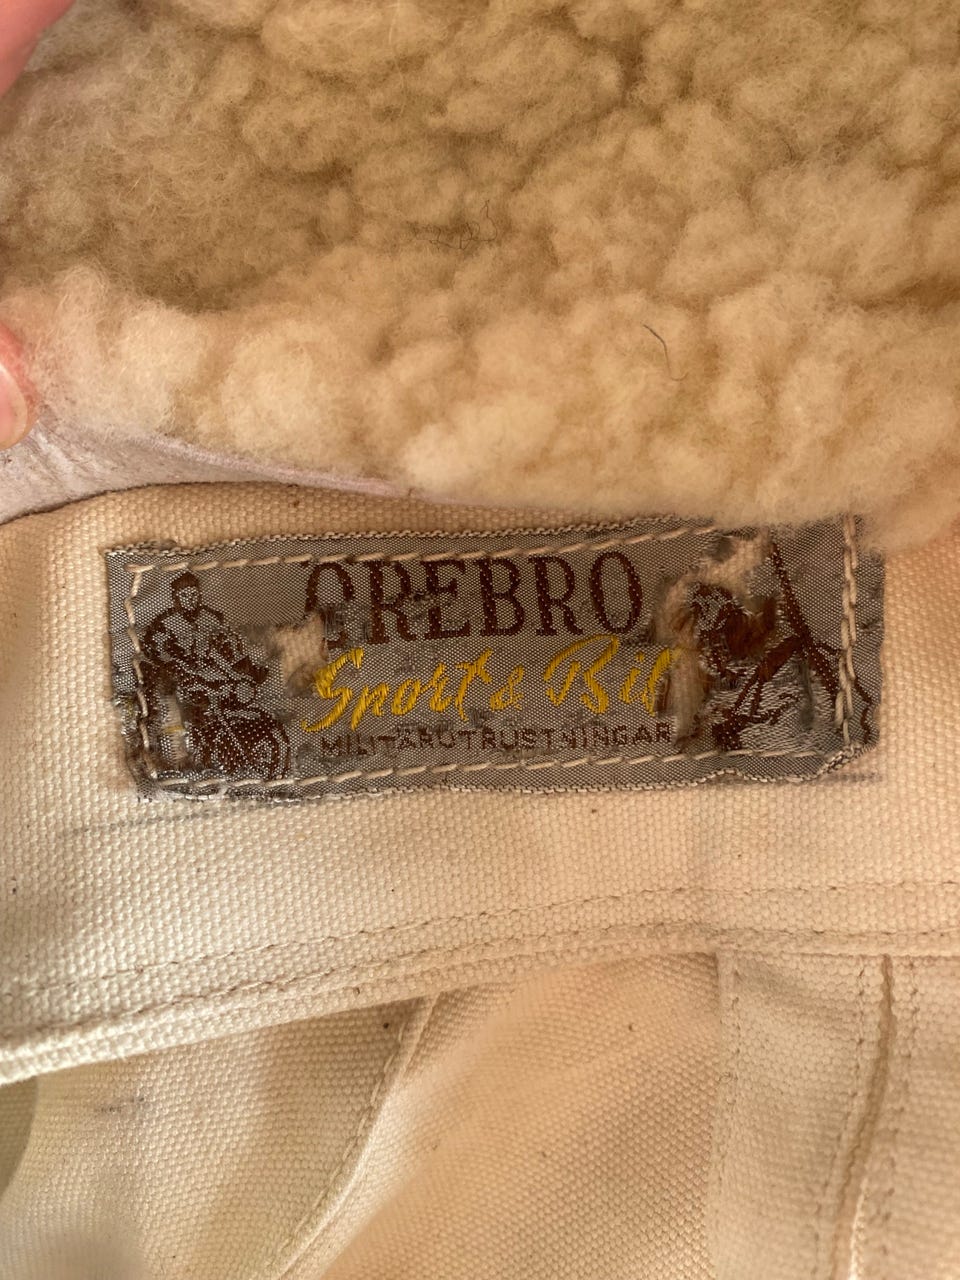 ÖREBRO
Sport & Bil
MILITÄRUTRUSTNINGAR